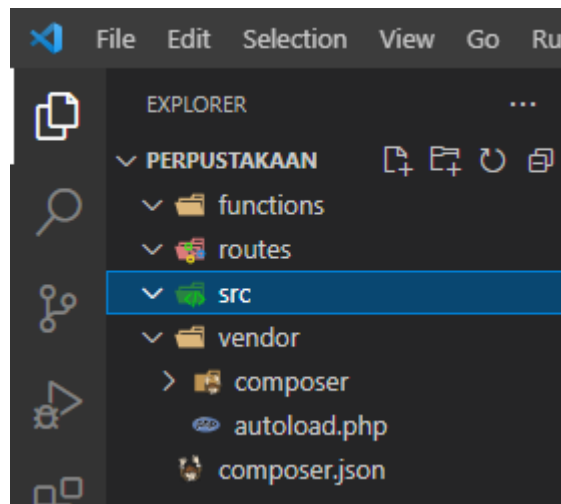 File Edit Selection View Go Ru
EXPLORER ...
PERPUSTAKAAN
functions
routes
src
vendor
composer
autoload.php
composer.json